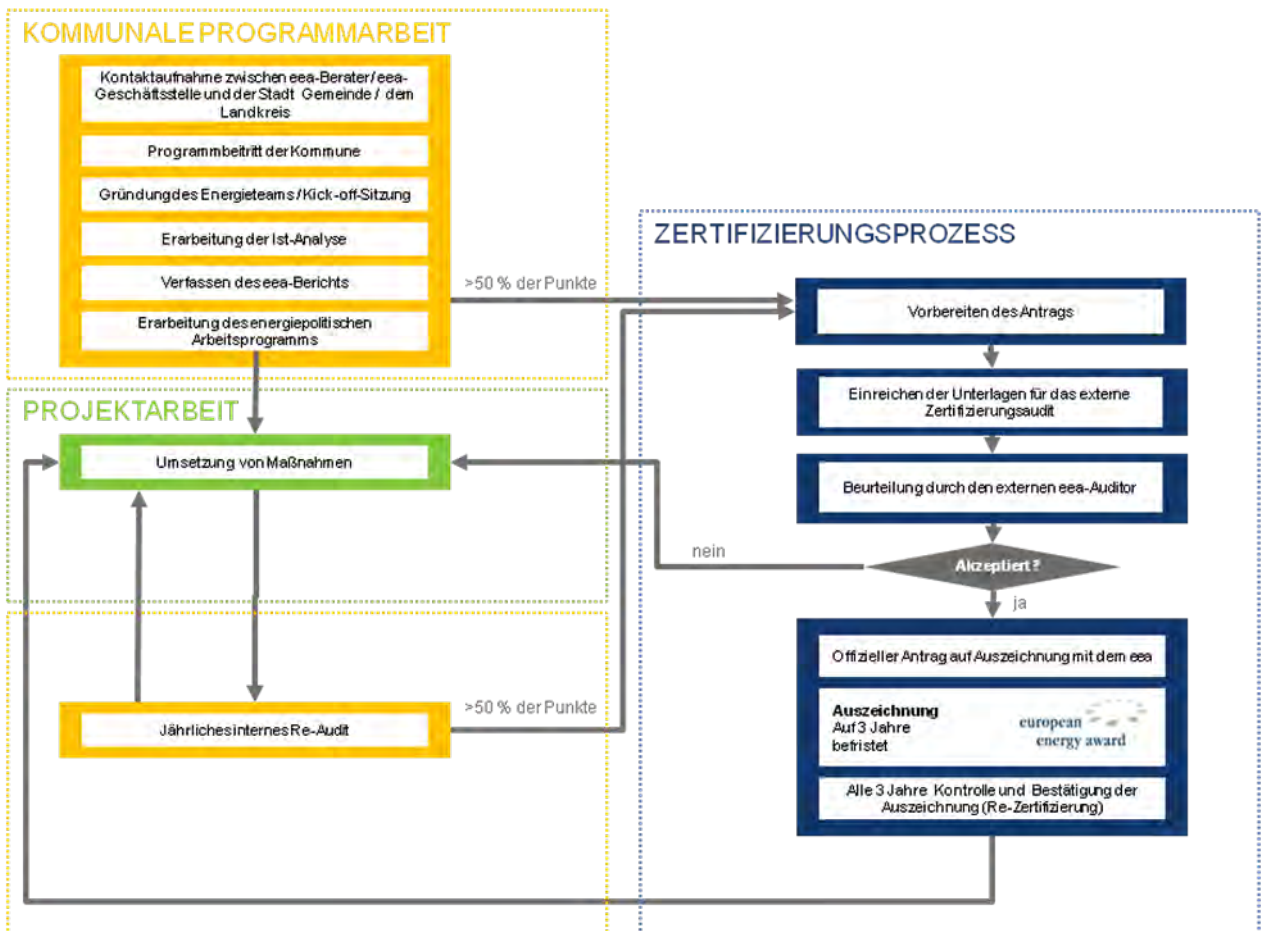 KOMMUNALE PROGRAMMARBEIT
Kontaktaufnahme zwischen eea-Berater/eea-
Geschäftsstelle und der Stadt Gemeinde / dem
Landkreis
Programmbeitritt der Kommune
Gründung des Energieteams / Kick-off-Sitzung
Erarbeitung der Ist-Analyse
Verfassen des eea-Berichts
Erarbeitung des energiepolitischen
Arbeitsprogramms
>50 % der Punkte
PROJEKTARBEIT
Umsetzung von Maßnahmen
Jährliches internes Re-Audit
>50 % der Punkte
ZERTIFIZIERUNGSPROZESS
Vorbereiten des Antrags
Einreichen der Unterlagen für das externe
Zertifizierungsaudit
Beurteilung durch den externen eea-Auditor
Akzeptiert?
nein
ja
Offizieller Antrag auf Auszeichnung mit dem eea
Auszeichnung
Auf 3 Jahre
befristet
european
energy award
Alle 3 Jahre Kontrolle und Bestätigung der
Auszeichnung (Re-Zertifizierung)